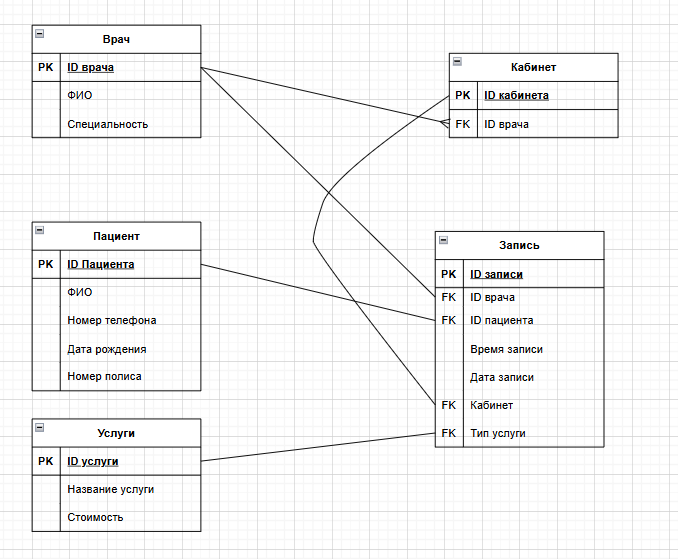 Врач
PK ID врача
ФИО
Специальность
Кабинет
PK ID кабинета
FK ID врача
Пациент
PK ID Пациента
ФИО
Номер телефона
Дата рождения
Номер полиса
Запись
PK ID записи
FK ID врача
FK ID пациента
Время записи
Дата записи
FK Кабинет
FK Тип услуги
Услуги
PK ID услуги
Название услуги
Стоимость